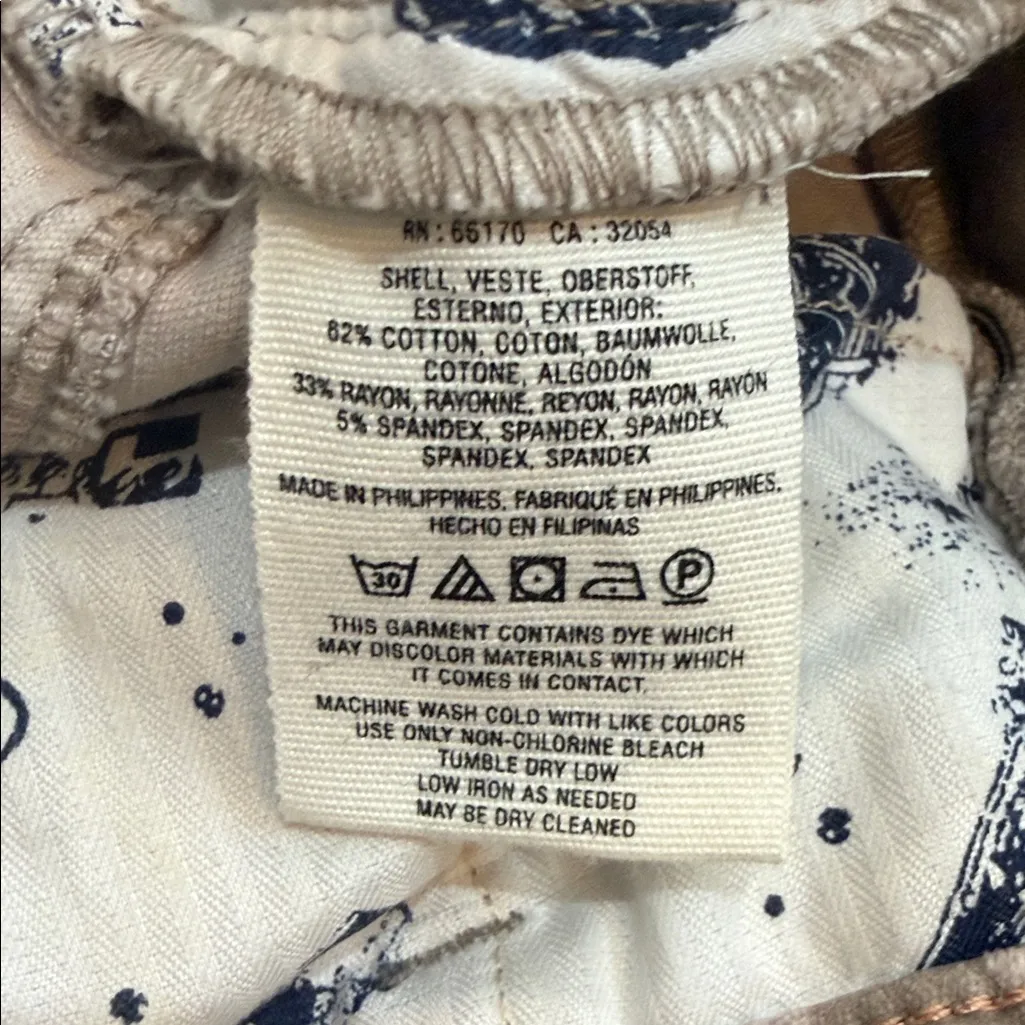 RN : 66170 CA : 32054
SHELL, VESTE, OBERSTOFF,
ESTERNO, EXTERIOR:
62% COTTON, COTON, BAUMWOLLE,
COTONE, ALGODÓN
33% RAYON, RAYONNE, REYON, RAYON, RAYÓN
5% SPANDEX, SPANDEX, SPANDEX,
SPANDEX, SPANDEX
MADE IN PHILIPPINES, FABRIQUÉ EN PHILIPPINES,
HECHO EN FILIPINAS
30 P
THIS GARMENT CONTAINS DYE WHICH
MAY DISCOLOR MATERIALS WITH WHICH
IT COMES IN CONTACT.
MACHINE WASH COLD WITH LIKE COLORS
USE ONLY NON-CHLORINE BLEACH
TUMBLE DRY LOW
LOW IRON AS NEEDED
MAY BE DRY CLEANED